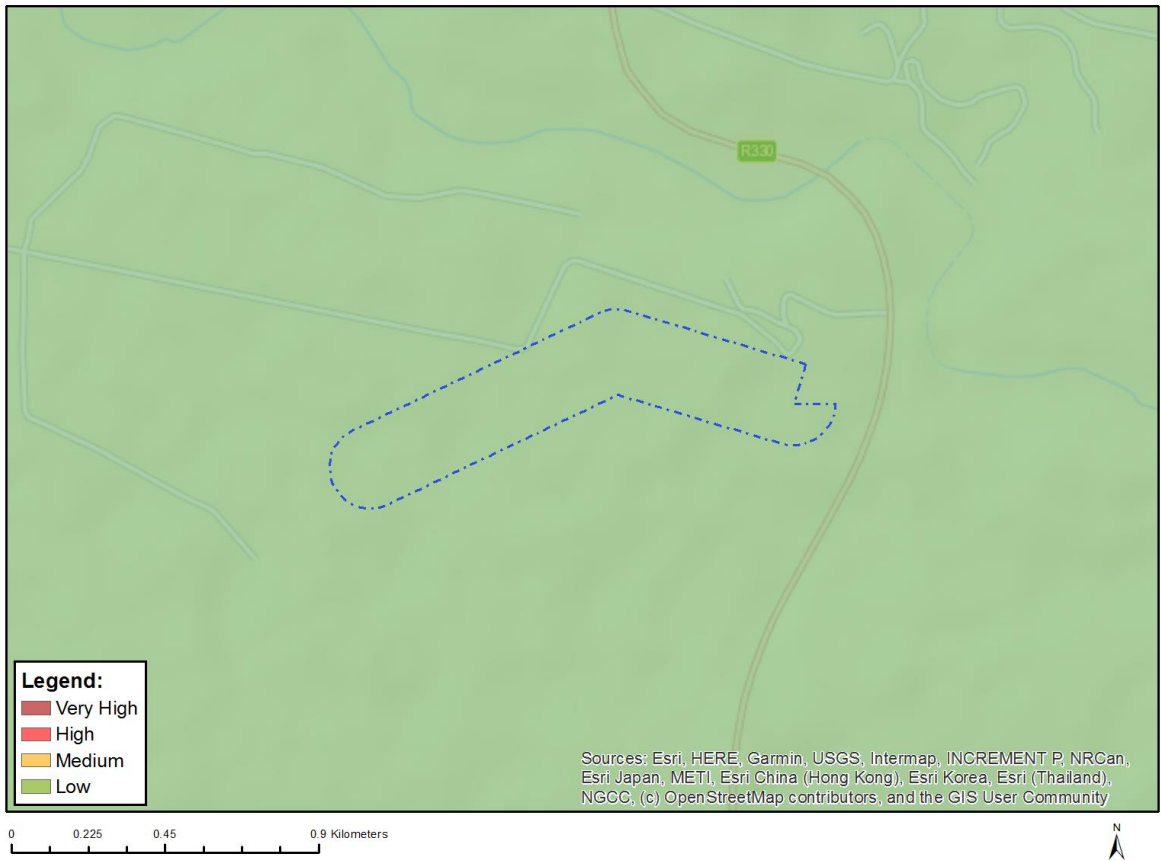 R330
Legend:
Very High
High
Medium
Low
Sources: Esri, HERE, Garmin, USGS, Intermap, INCREMENT P, NRCan,
Esri Japan, METI, Esri China (Hong Kong), Esri Korea, Esri (Thailand),
NGCC, (c) OpenStreetMap contributors, and the GIS User Community
0 0.225 0.45 0.9 Kilometers
N